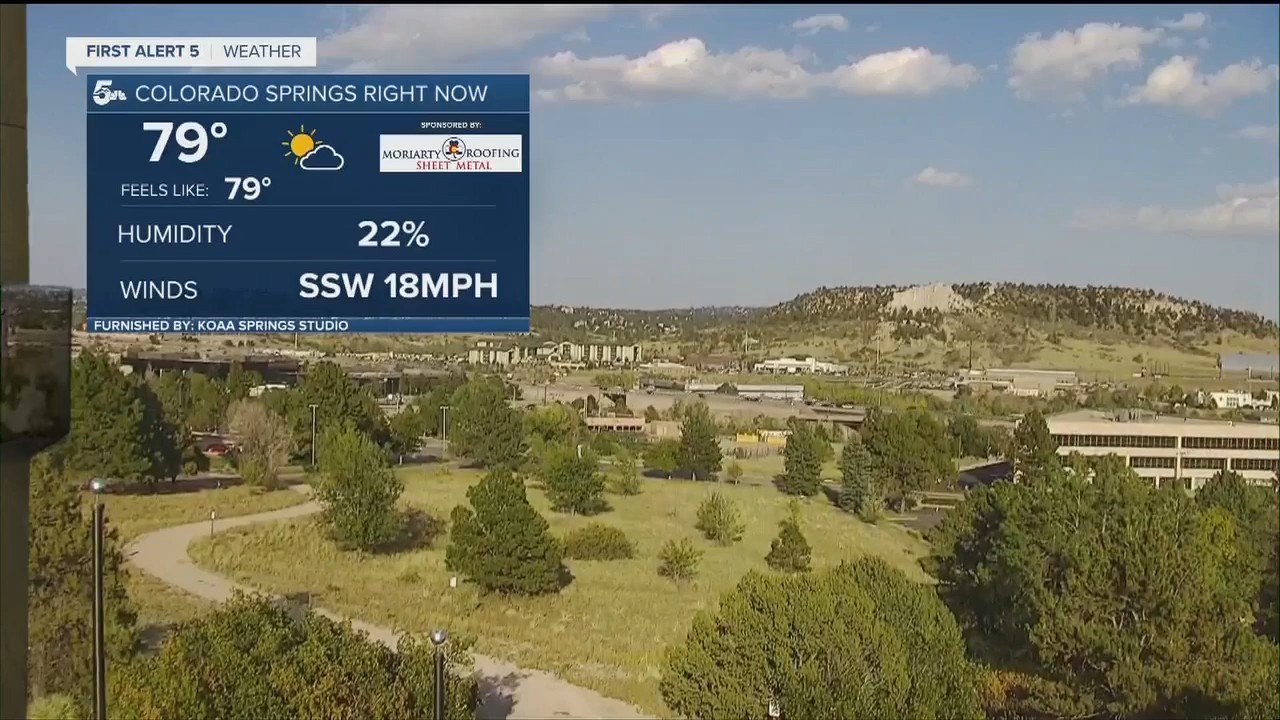 FIRST ALERT 5 | WEATHER
5 COLORADO SPRINGS RIGHT NOW
79°
SPONSORED BY:
MORIARTY ROOFING
SHEET METAL
FEELS LIKE: 79°
HUMIDITY 22%
WINDS SSW 18MPH
FURNISHED BY: KOAA SPRINGS STUDIO